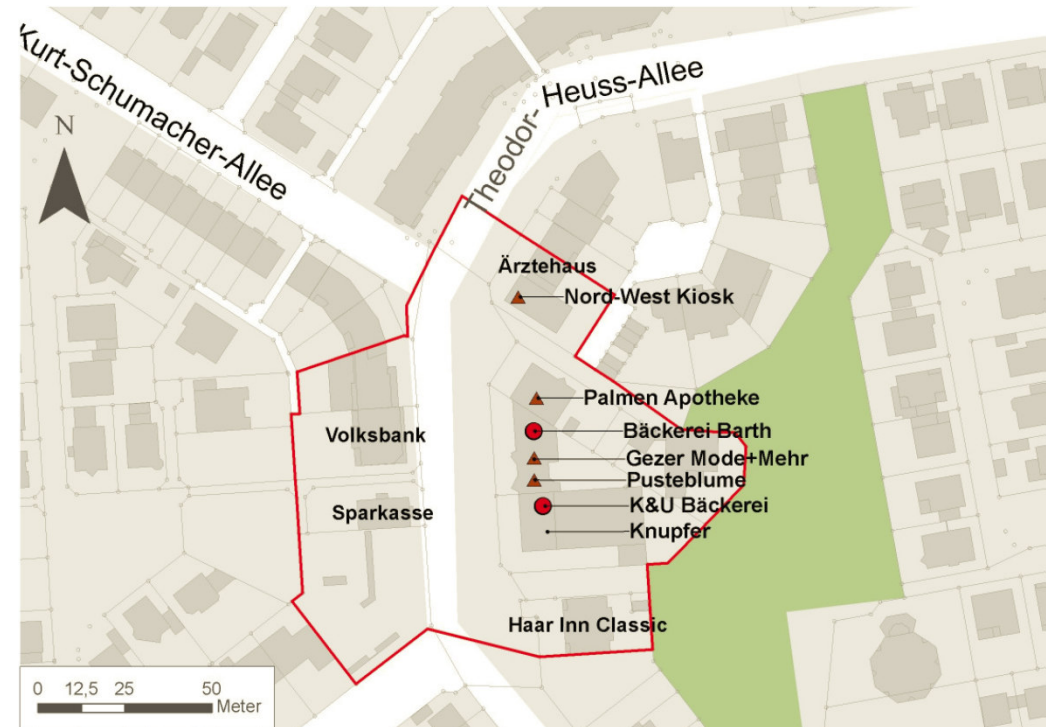 Kurt-Schumacher-Allee
Theodor-
Heuss-Allee
N
Ärztehaus
Nord-West Kiosk
Palmen Apotheke
Bäckerei Barth
Volksbank
Gezer Mode+Mehr
Pusteblume
K&U Bäckerei
Sparkasse
Knupfer
Haar Inn Classic
0 12,5 25 50
Meter